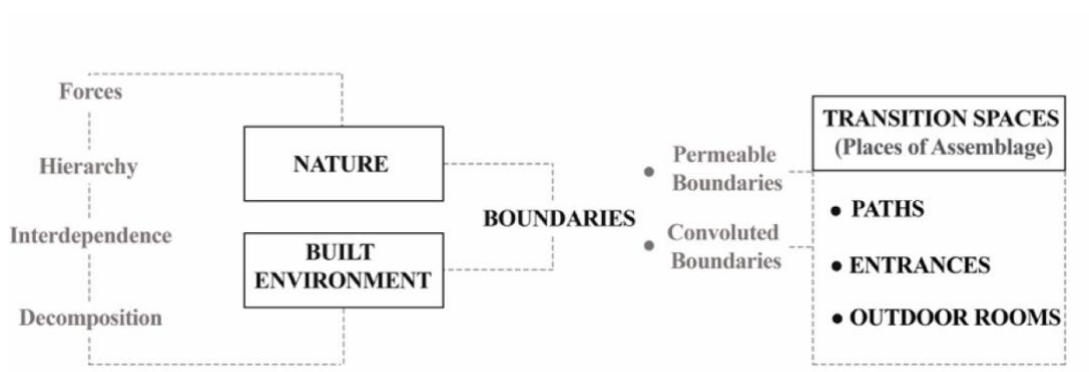 Forces
Hierarchy
Interdependence
Decomposition
NATURE
BUILT
ENVIRONMENT
BOUNDARIES
• Permeable
Boundaries
• Convoluted
Boundaries
TRANSITION SPACES
(Places of Assemblage)
• PATHS
• ENTRANCES
• OUTDOOR ROOMS